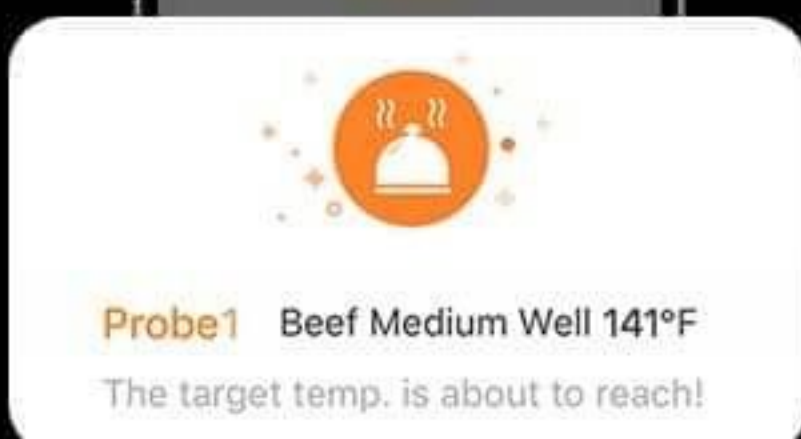 Probe1 Beef Medium Well 141°F
The target temp. is about to reach!